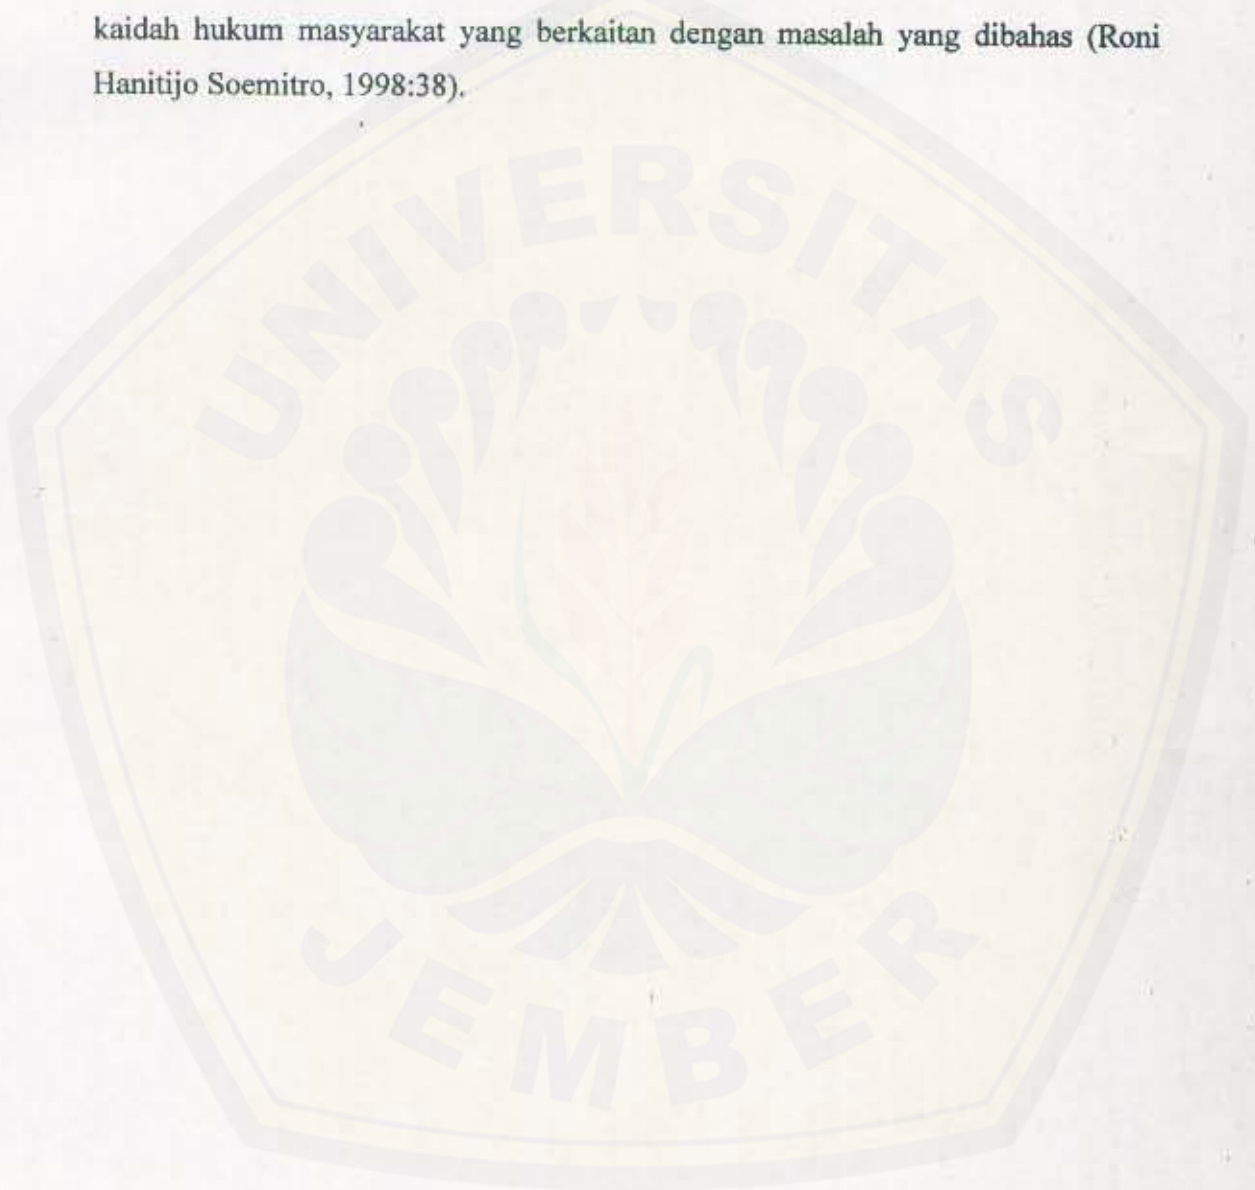 kaidah hukum masyarakat yang berkaitan dengan masalah yang dibahas (Roni
Hanitijo Soemitro, 1998:38).
UNIVERSITAS
JEMBER